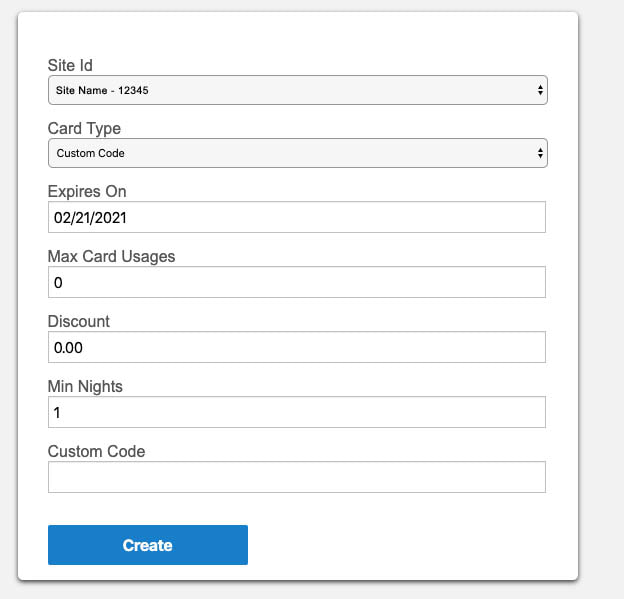 Site Id
Site Name - 12345
Card Type
Custom Code
Expires On
02/21/2021
Max Card Usages
0
Discount
0.00
Min Nights
1
Custom Code
Create